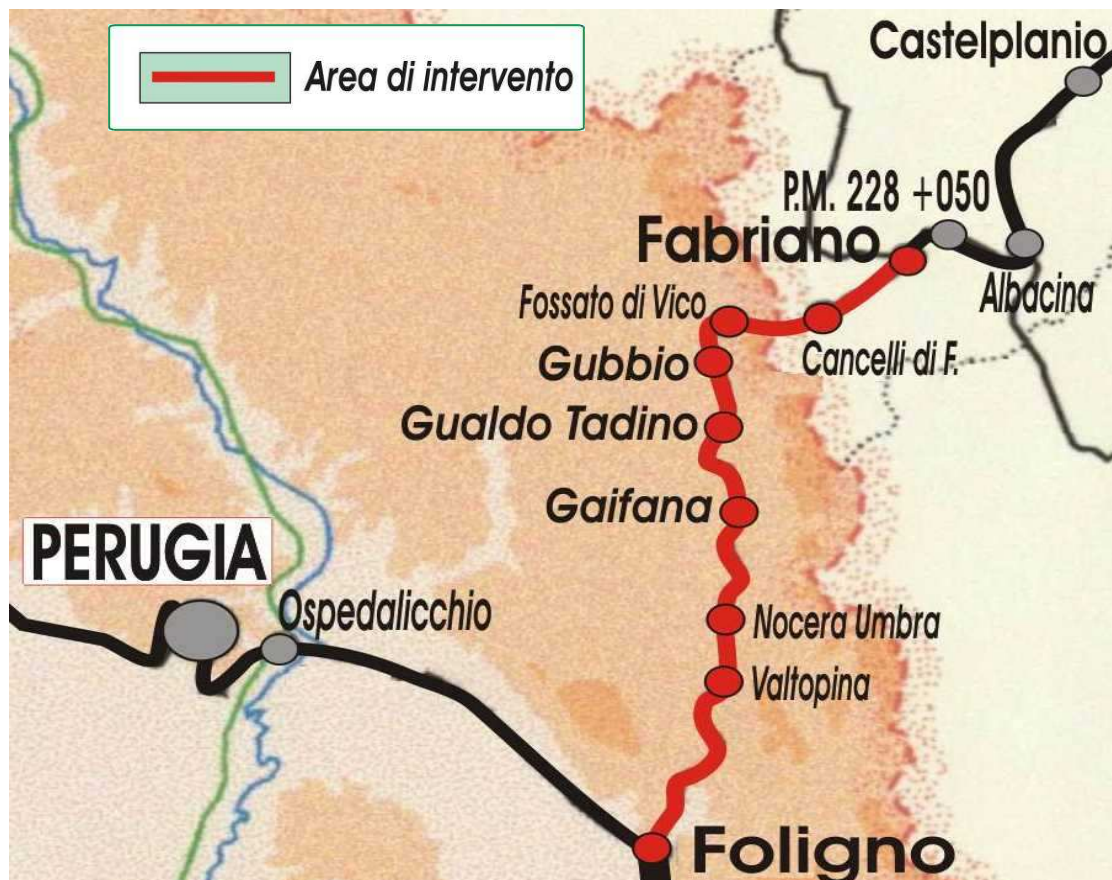 Area di intervento
Castelplanio
P.M. 228 +050
Fabriano
Albacina
Fossato di Vico
Cancelli di F.
Gubbio
Gualdo Tadino
Gaifana
PERUGIA
Ospedalicchio
Nocera Umbra
Valtopina
Foligno